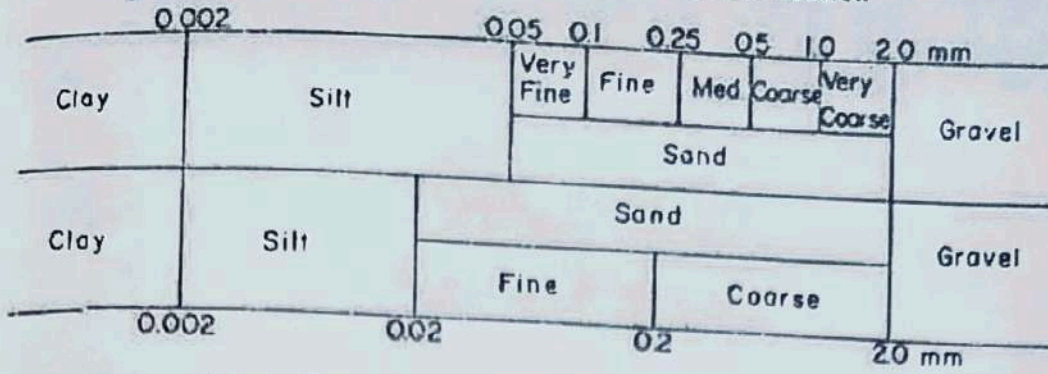 0.002 0.05 0.1 0.25 0.5 1.0 2.0 mm
Clay Silt Very Fine Fine Med Coarse Very Coarse Gravel
Sand
Clay Silt Sand Gravel
Fine Coarse
0.002 0.02 0.2 2.0 mm